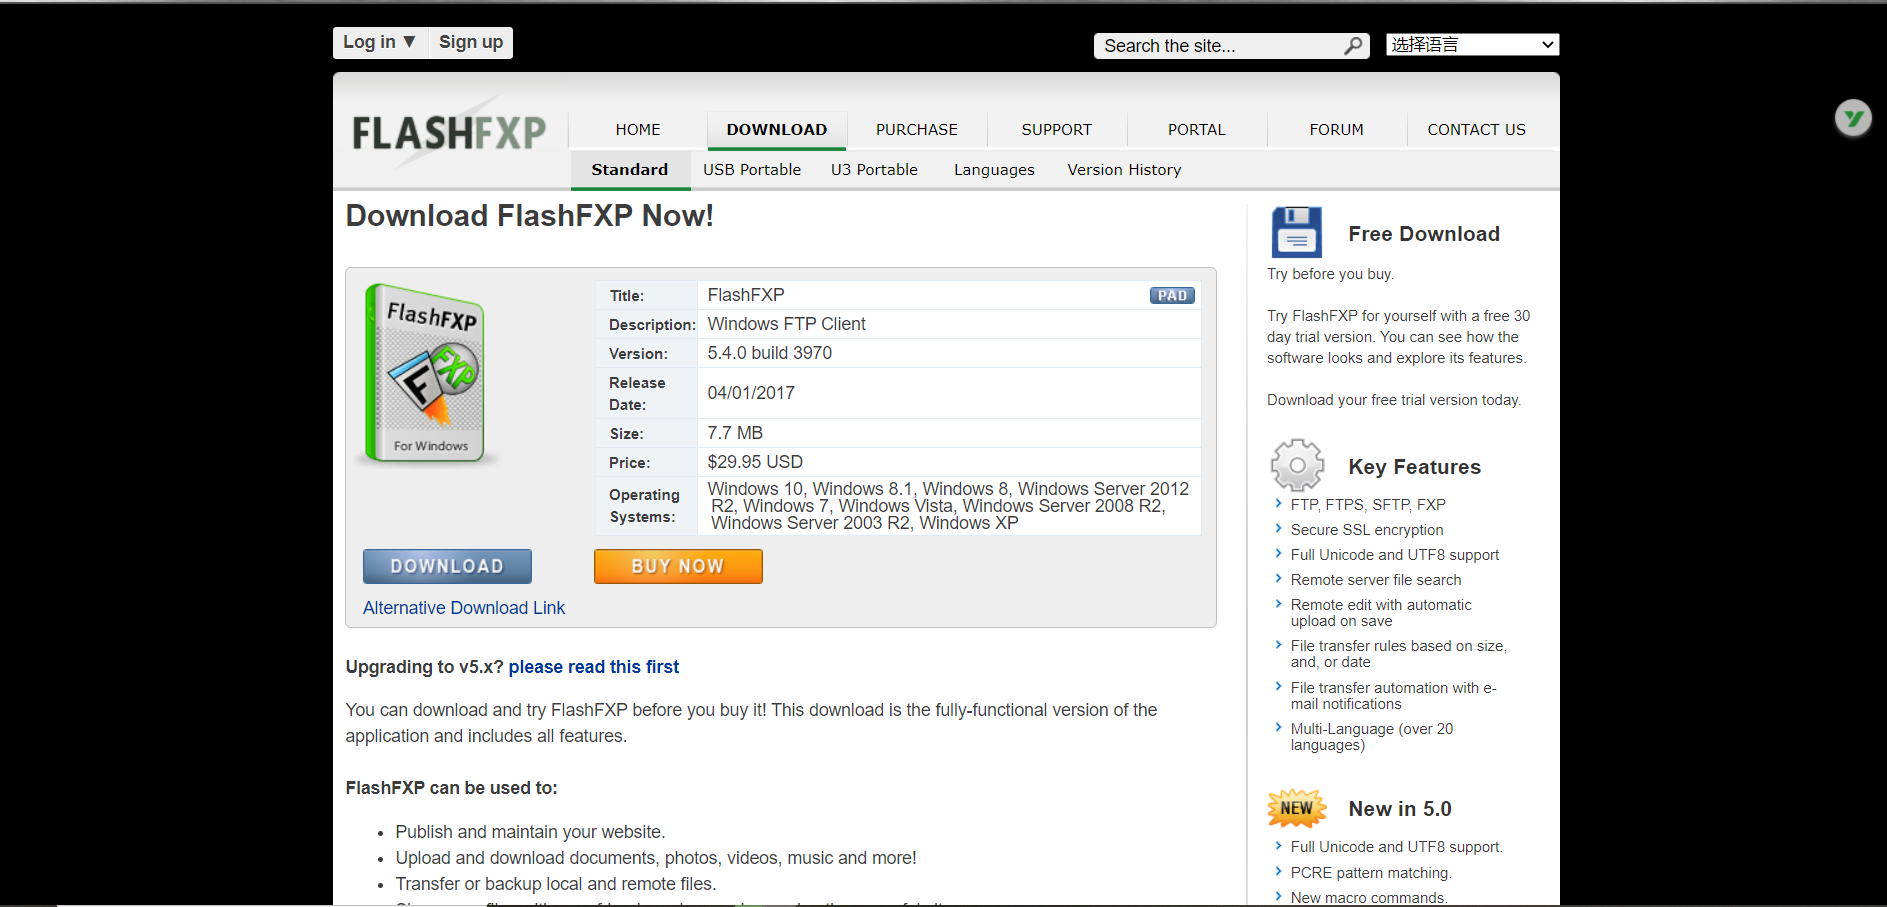 Log in ▼ Sign up
Search the site...
选择语言
FLASHFXP
HOME
DOWNLOAD
PURCHASE
SUPPORT
PORTAL
FORUM
CONTACT US
Standard
USB Portable
U3 Portable
Languages
Version History
Download FlashFXP Now!
FlashFXP
F
FXP
For Windows
Title: FlashFXP
PAD
Description: Windows FTP Client
Version: 5.4.0 build 3970
Release
Date:
04/01/2017
Size: 7.7 MB
Price: $29.95 USD
Operating
Systems:
Windows 10, Windows 8.1, Windows 8, Windows Server 2012
R2, Windows 7, Windows Vista, Windows Server 2008 R2,
Windows Server 2003 R2, Windows XP
DOWNLOAD
BUY NOW
Alternative Download Link
Upgrading to v5.x? please read this first
You can download and try FlashFXP before you buy it! This download is the fully-functional version of the
application and includes all features.
FlashFXP can be used to:
Publish and maintain your website.
Upload and download documents, photos, videos, music and more!
Transfer or backup local and remote files.
Free Download
Try before you buy.
Try FlashFXP for yourself with a free 30
day trial version. You can see how the
software looks and explore its features.
Download your free trial version today.
Key Features
FTP, FTPS, SFTP, FXP
Secure SSL encryption
Full Unicode and UTF8 support
Remote server file search
Remote edit with automatic
upload on save
File transfer rules based on size,
and, or date
File transfer automation with e-
mail notifications
Multi-Language (over 20
languages)
NEW
New in 5.0
Full Unicode and UTF8 support.
PCRE pattern matching.
New macro commands.